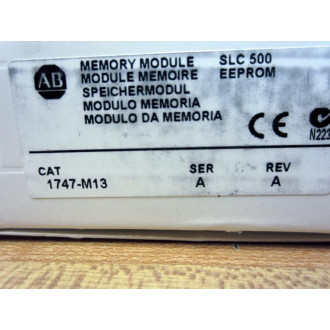 AB
MEMORY MODULE SLC 500
MODULE MEMOIRE EEPROM
SPEICHERMODUL
MODULO MEMORIA
MODULO DA MEMORIA
CE
N223
CAT SER REV
1747-M13 A A